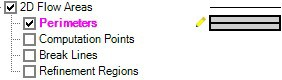 2D Flow Areas
Perimeters
Computation Points
Break Lines
Refinement Regions